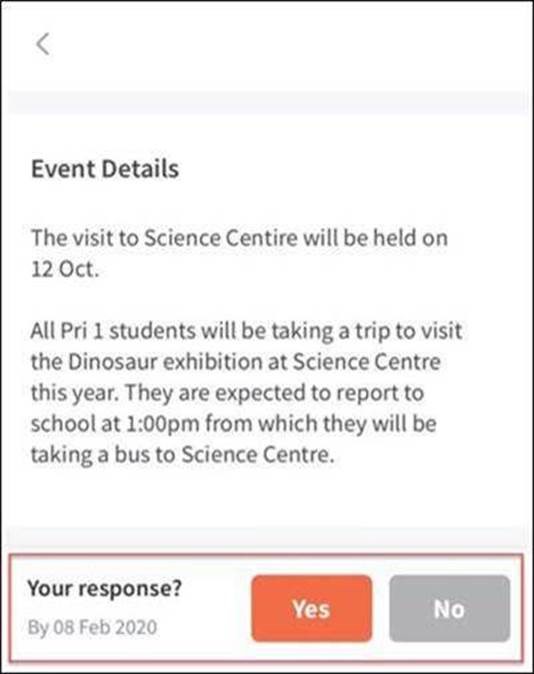 Event Details
The visit to Science Centire will be held on
12 Oct.
All Pri 1 students will be taking a trip to visit
the Dinosaur exhibition at Science Centre
this year. They are expected to report to
school at 1:00pm from which they will be
taking a bus to Science Centre.
Your response?
By 08 Feb 2020
Yes
No